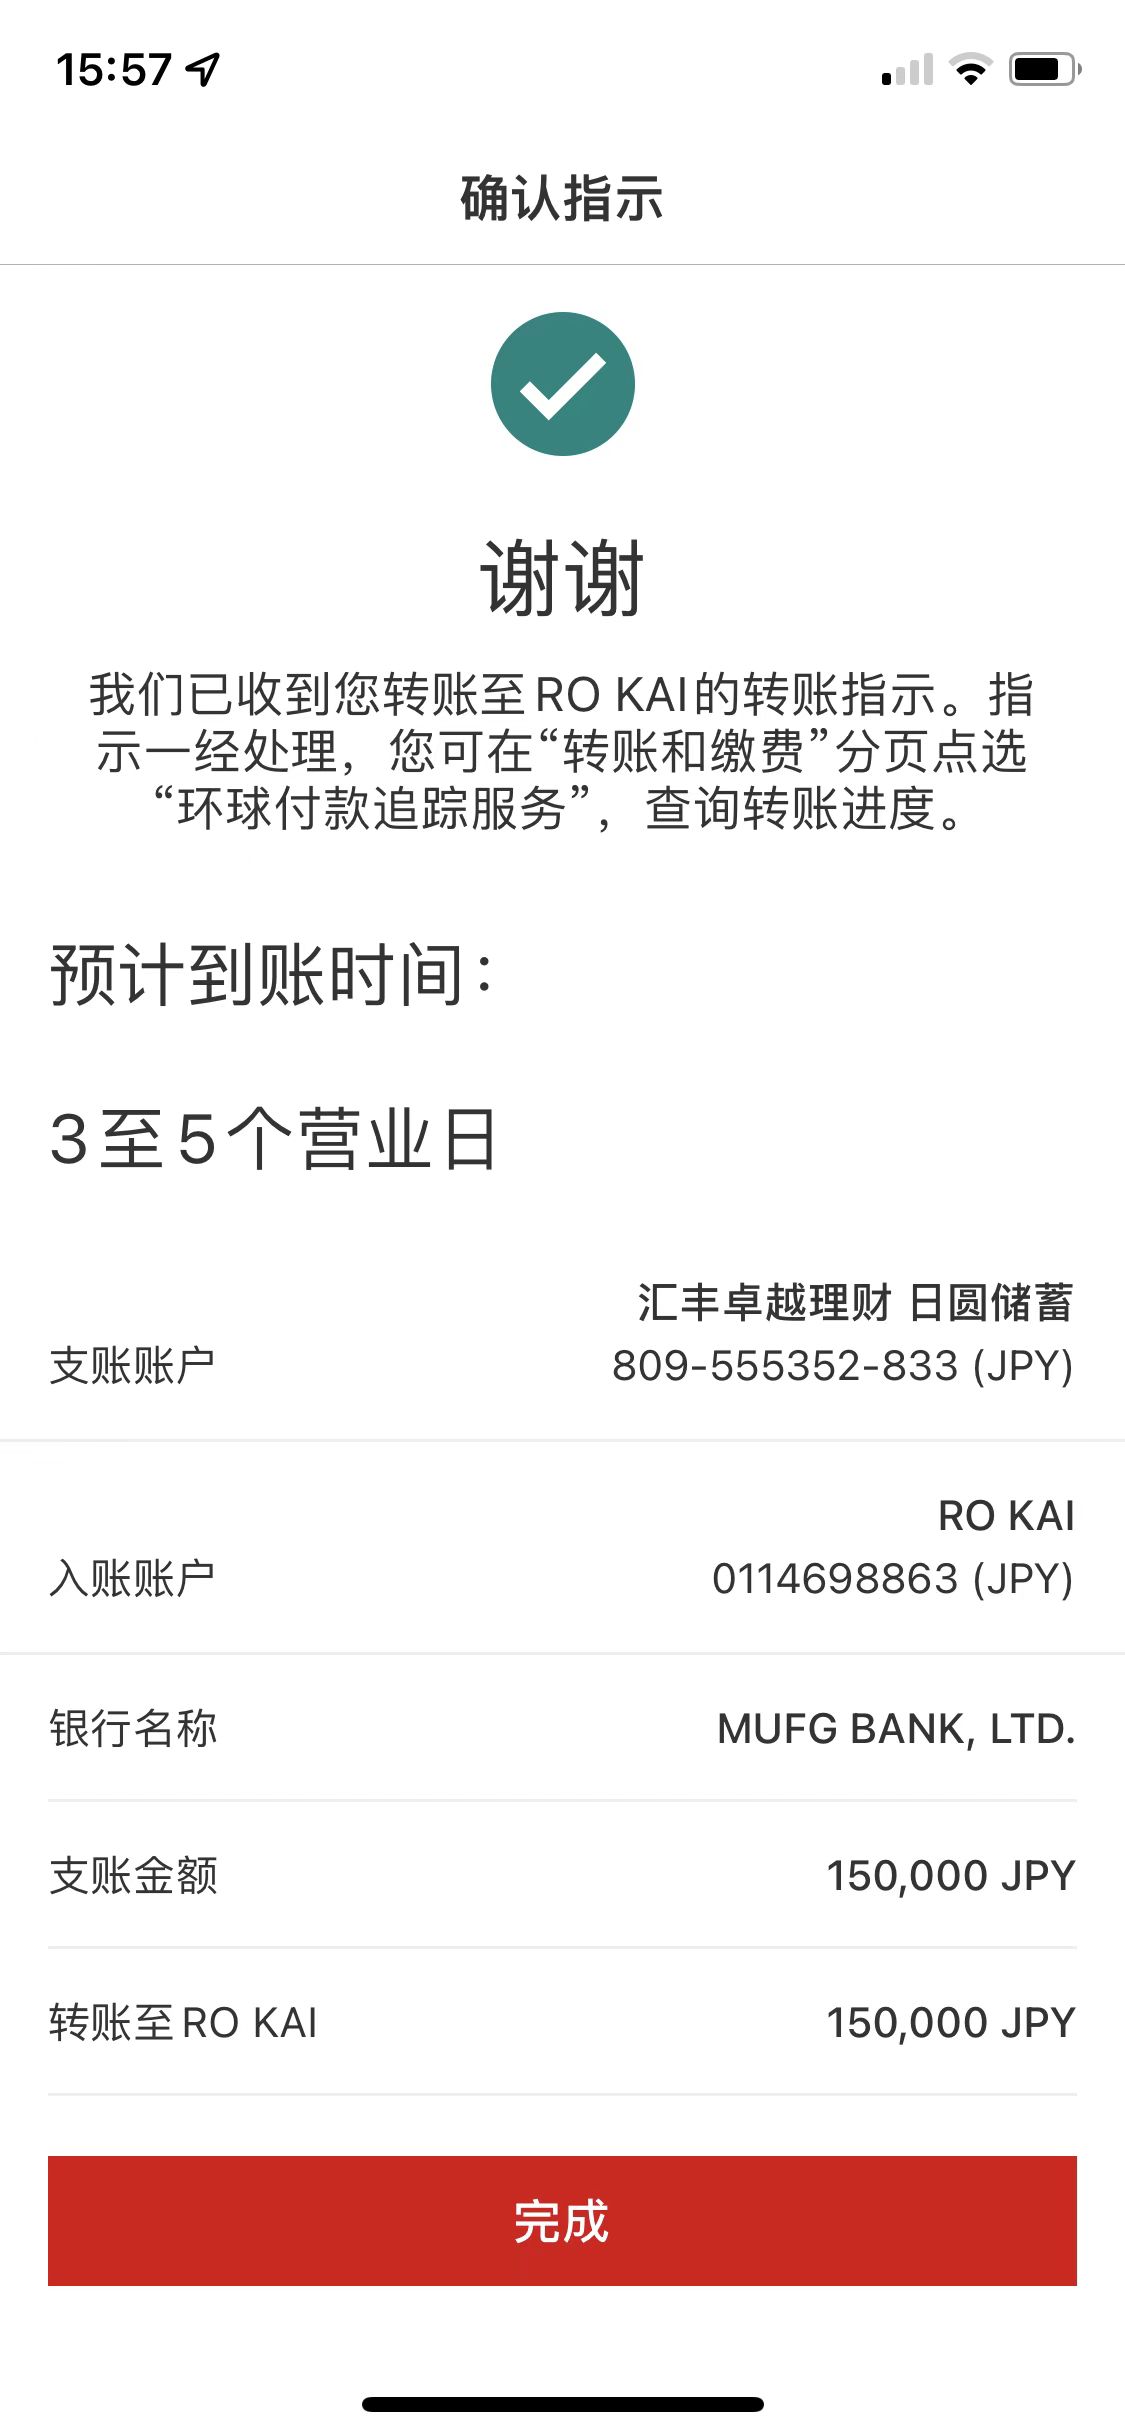 15:57
确认指示
谢谢
我们已收到您转账至RO KAI的转账指示。指
示一经处理，您可在“转账和缴费”分页点选
“环球付款追踪服务”，查询转账进度。
预计到账时间：
3至5个营业日
汇丰卓越理财 日圆储蓄
支账账户 809-555352-833 (JPY)
RO KAI
入账账户 0114698863 (JPY)
银行名称 MUFG BANK, LTD.
支账金额 150,000 JPY
转账至RO KAI 150,000 JPY
完成